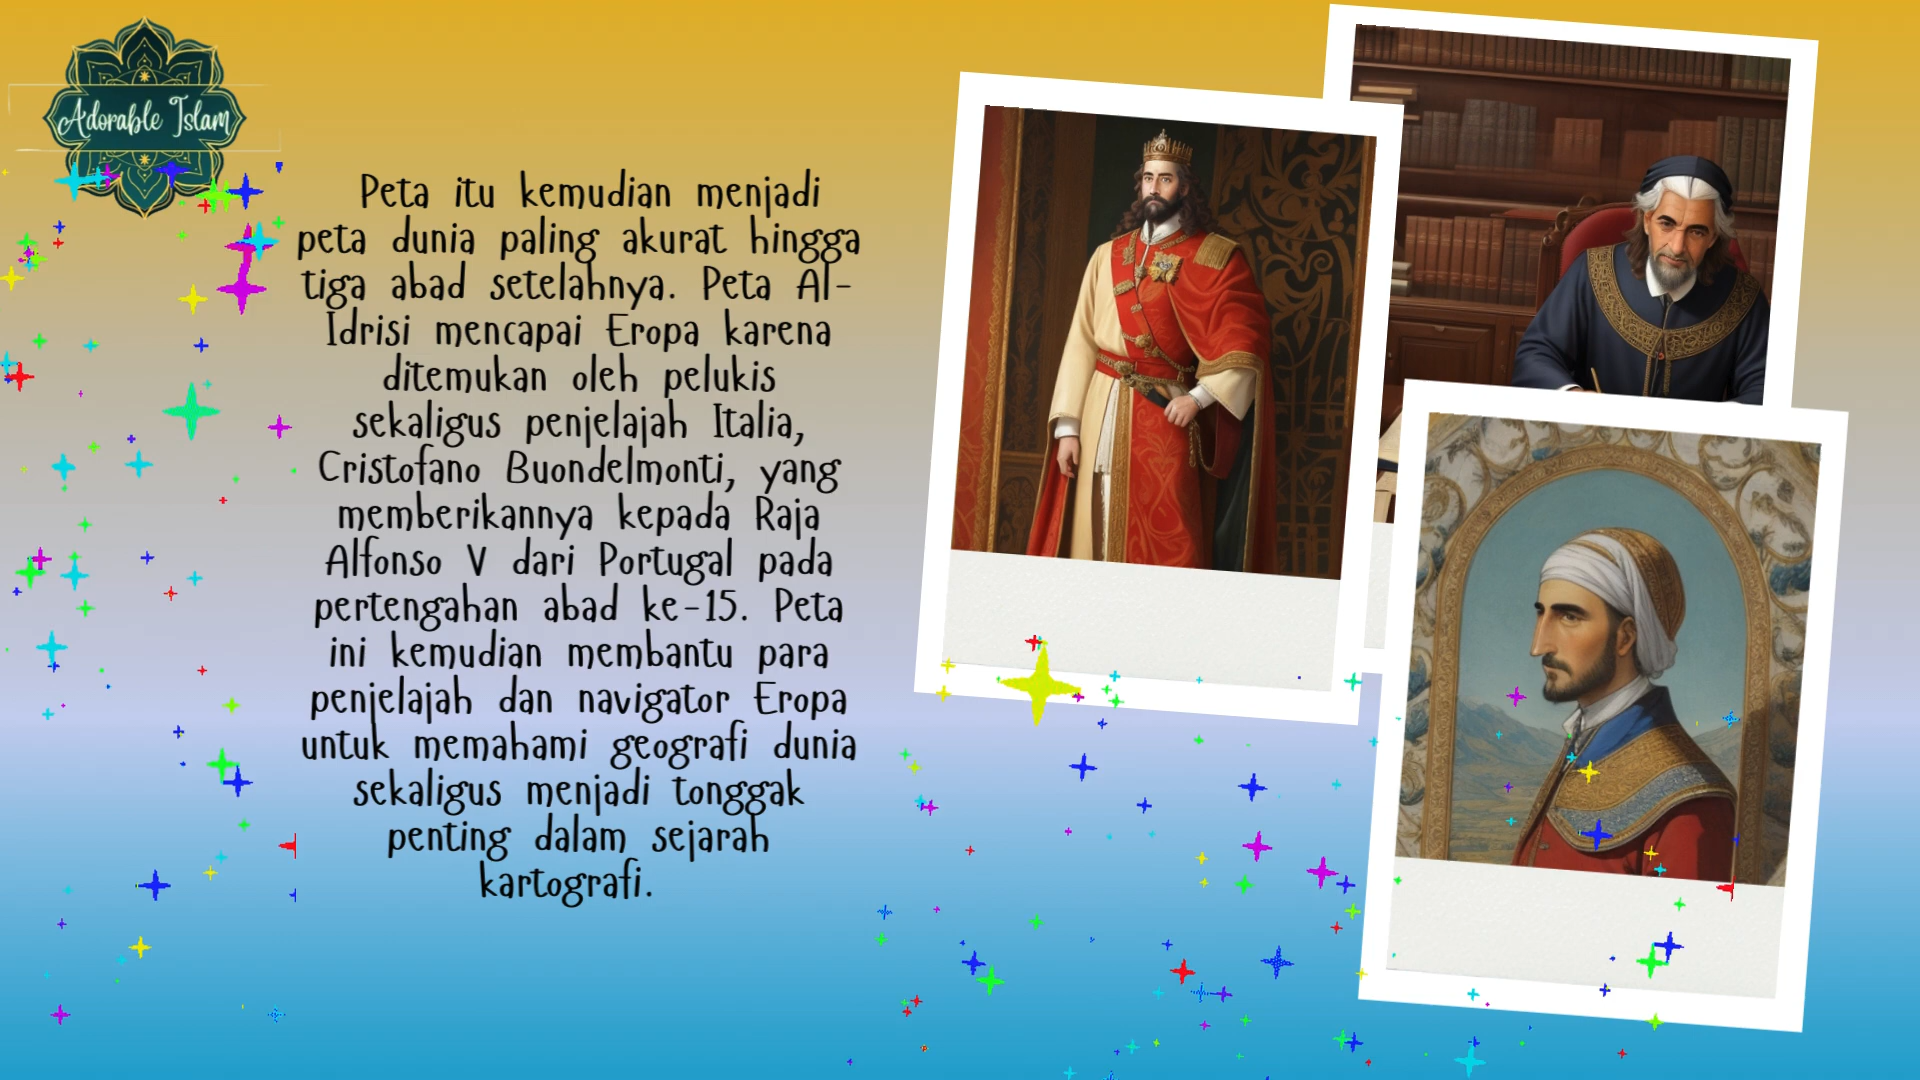 Adorable Islam
Peta itu kemudian menjadi
peta dunia paling akurat hingga
tiga abad setelahnya. Peta Al-
Idrisi mencapai Eropa karena
ditemukan oleh pelukis
sekaligus penjelajah Italia,
Cristofano Buondelmonti, yang
memberikannya kepada Raja
Alfonso V dari Portugal pada
pertengahan abad ke-15. Peta
ini kemudian membantu para
penjelajah dan navigator Eropa
untuk memahami geografi dunia
sekaligus menjadi tonggak
penting dalam sejarah
kartografi.